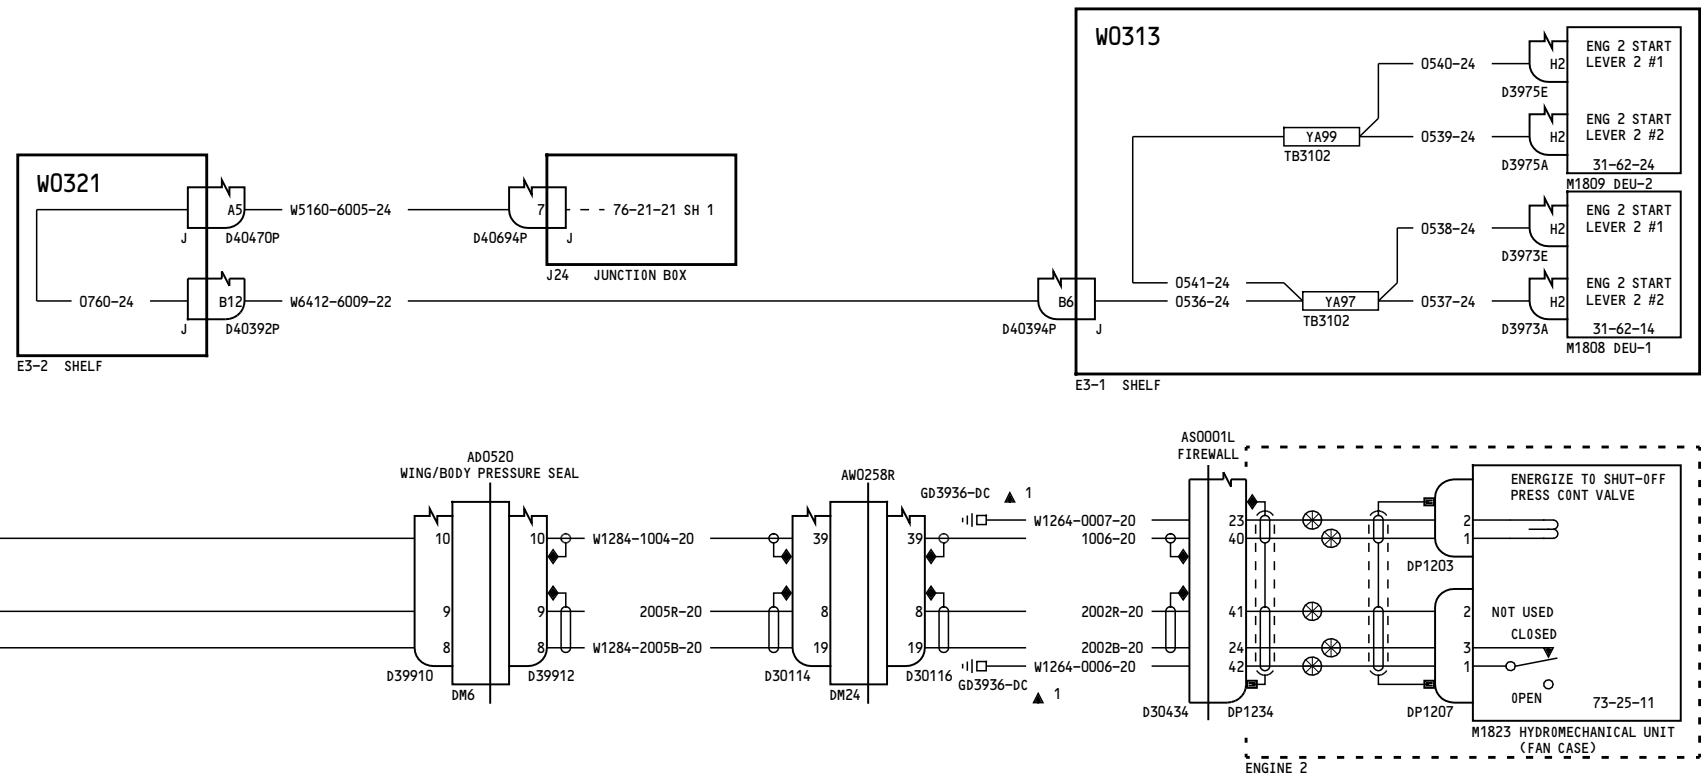 W0313
ENG 2 START
LEVER 2 #1
0540-24
H2
D3975E
ENG 2 START
LEVER 2 #2
YA99
0539-24
H2
TB3102
D3975A
31-62-24
M1809 DEU-2
W0321
ENG 2 START
LEVER 2 #1
A5
W5160-6005-24
7
76-21-21 SH 1
0538-24
H2
J
D40470P
D40694P
J
D3973E
J24 JUNCTION BOX
ENG 2 START
LEVER 2 #2
0541-24
0760-24
B12
W6412-6009-22
B6
0536-24
YA97
0537-24
H2
J
D40392P
D40394P
J
TB3102
D3973A
31-62-14
M1808 DEU-1
E3-2 SHELF
E3-1 SHELF
AS0001L
FIREWALL
AD0520
WING/BODY PRESSURE SEAL
AW0258R
ENERGIZE TO SHUT-OFF
PRESS CONT VALVE
GD3936-DC 1
W1264-0007-20
23
2
10
10
W1284-1004-20
39
39
1006-20
40
1
DP1203
9
9
2005R-20
8
8
2002R-20
41
2
NOT USED
CLOSED
8
8
W1284-2005B-20
19
19
2002B-20
24
3
W1264-0006-20
42
1
D39910
D39912
D30114
D30116
GD3936-DC
1
DM6
DM24
OPEN
73-25-11
D30434
DP1234
DP1207
M1823 HYDROMECHANICAL UNIT
(FAN CASE)
ENGINE 2